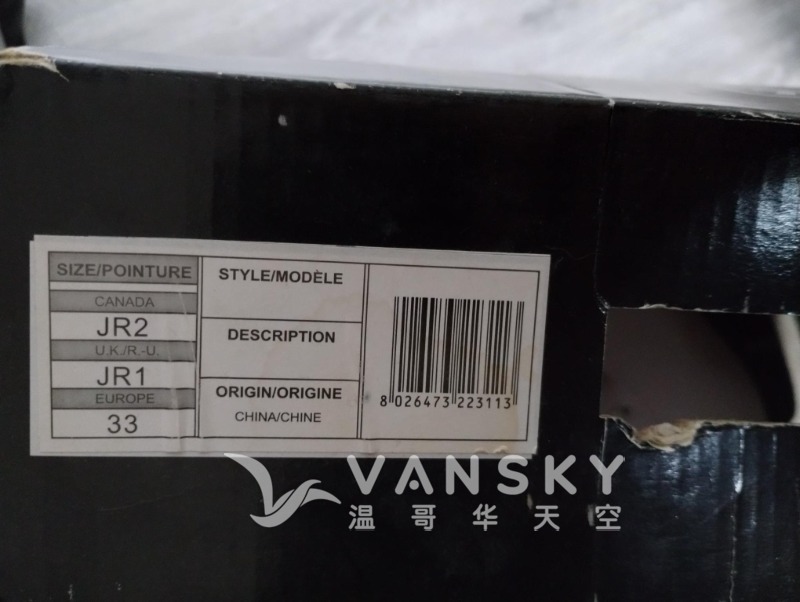 SIZE/POINTURE
CANADA
JR2
U.K./R.-U.
JR1
EUROPE
33
STYLE/MODÈLE
DESCRIPTION
ORIGIN/ORIGINE
CHINA/CHINE
8 026473 223113
VANSKY
温哥华天空